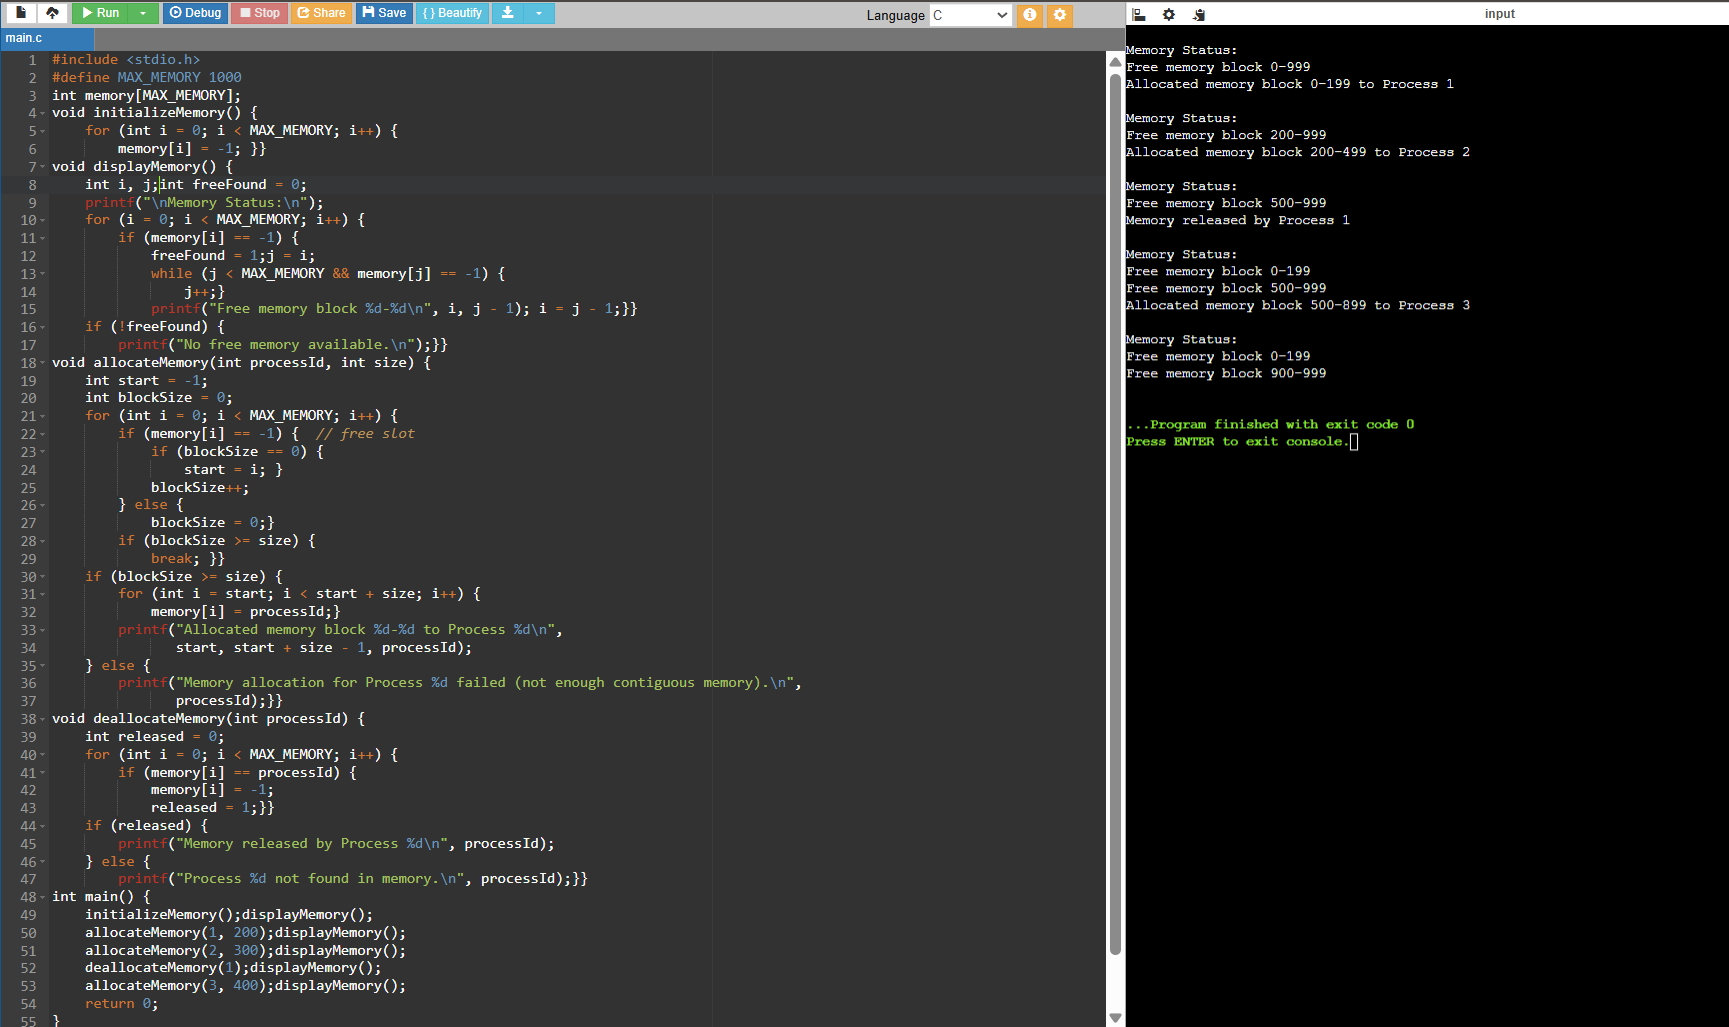 Run Debug Stop Share Save { } Beautify Language C input
main.c
1 #include <stdio.h>
2 #define MAX_MEMORY 1000
3 int memory[MAX_MEMORY];
4 void initializeMemory() {
5     for (int i = 0; i < MAX_MEMORY; i++) {
6         memory[i] = -1; }}
7 void displayMemory() {
8     int i, j;int freeFound = 0;
9     printf("\nMemory Status:\n");
10     for (i = 0; i < MAX_MEMORY; i++) {
11         if (memory[i] == -1) {
12             freeFound = 1;j = i;
13             while (j < MAX_MEMORY && memory[j] == -1) {
14                 j++;}
15             printf("Free memory block %d-%d\n", i, j - 1); i = j - 1;}}
16     if (!freeFound) {
17         printf("No free memory available.\n");}}
18 void allocateMemory(int processId, int size) {
19     int start = -1;
20     int blockSize = 0;
21     for (int i = 0; i < MAX_MEMORY; i++) {
22         if (memory[i] == -1) {  // free slot
23             if (blockSize == 0) {
24                 start = i; }
25             blockSize++;
26         } else {
27             blockSize = 0;}
28         if (blockSize >= size) {
29             break; }}
30     if (blockSize >= size) {
31         for (int i = start; i < start + size; i++) {
32             memory[i] = processId;}
33         printf("Allocated memory block %d-%d to Process %d\n",
34                start, start + size - 1, processId);
35     } else {
36         printf("Memory allocation for Process %d failed (not enough contiguous memory).\n",
37                processId);}}
38 void deallocateMemory(int processId) {
39     int released = 0;
40     for (int i = 0; i < MAX_MEMORY; i++) {
41         if (memory[i] == processId) {
42             memory[i] = -1;
43             released = 1;}}
44     if (released) {
45         printf("Memory released by Process %d\n", processId);
46     } else {
47         printf("Process %d not found in memory.\n", processId);}}
48 int main() {
49     initializeMemory();displayMemory();
50     allocateMemory(1, 200);displayMemory();
51     allocateMemory(2, 300);displayMemory();
52     deallocateMemory(1);displayMemory();
53     allocateMemory(3, 400);displayMemory();
54     return 0;
55 }
Memory Status:
Free memory block 0-999
Allocated memory block 0-199 to Process 1
Memory Status:
Free memory block 200-999
Allocated memory block 200-499 to Process 2
Memory Status:
Free memory block 500-999
Memory released by Process 1
Memory Status:
Free memory block 0-199
Free memory block 500-999
Allocated memory block 500-899 to Process 3
Memory Status:
Free memory block 0-199
Free memory block 900-999
...Program finished with exit code 0
Press ENTER to exit console.